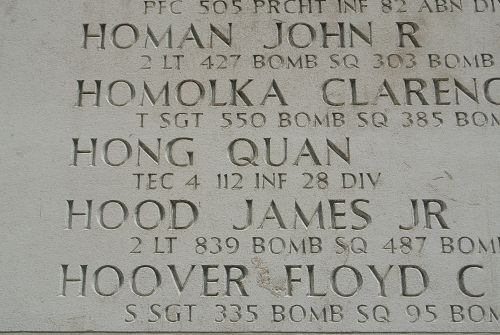 PFC 505 PRCHT INF 82 ABN DI
HOMAN JOHN R
2 LT 427 BOMB SQ 303 BOMB
HOMOLKA CLARENC
T SGT 550 BOMB SQ 385 BOM
HONG QUAN
TEC 4 112 INF 28 DIV
HOOD JAMES JR
2 LT 839 BOMB SQ 487 BOMB
HOOVER FLOYD C
S SGT 335 BOMB SQ 95 BOM